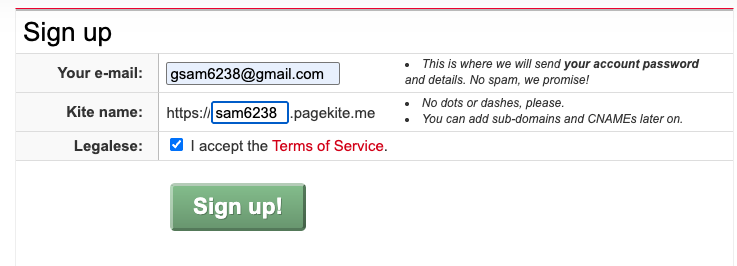 Sign up
Your e-mail: gsam6238@gmail.com
• This is where we will send your account password
and details. No spam, we promise!
Kite name: https://sam6238.pagekite.me
• No dots or dashes, please.
• You can add sub-domains and CNAMEs later on.
Legalese: I accept the Terms of Service.
Sign up!